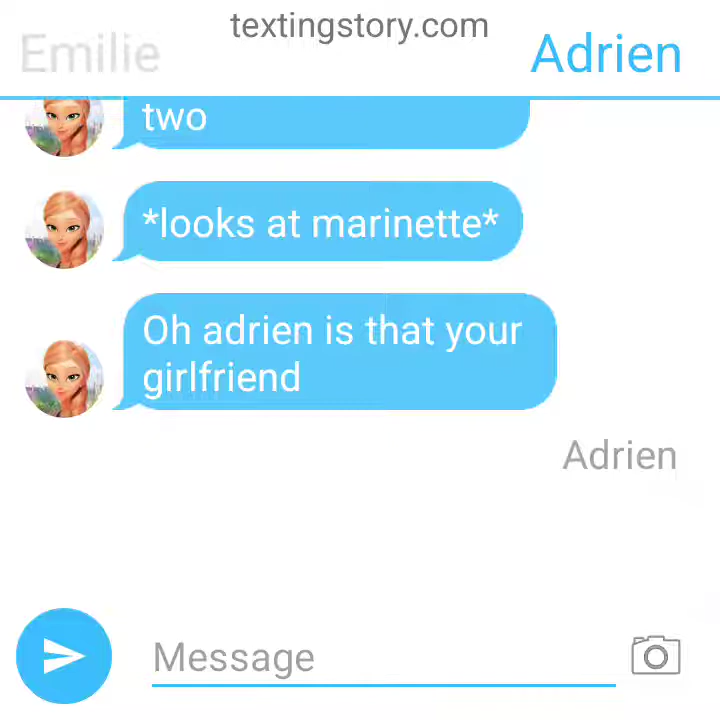 textingstory.com
Emilie
Adrien
two
*looks at marinette*
Oh adrien is that your
girlfriend
Adrien
Message